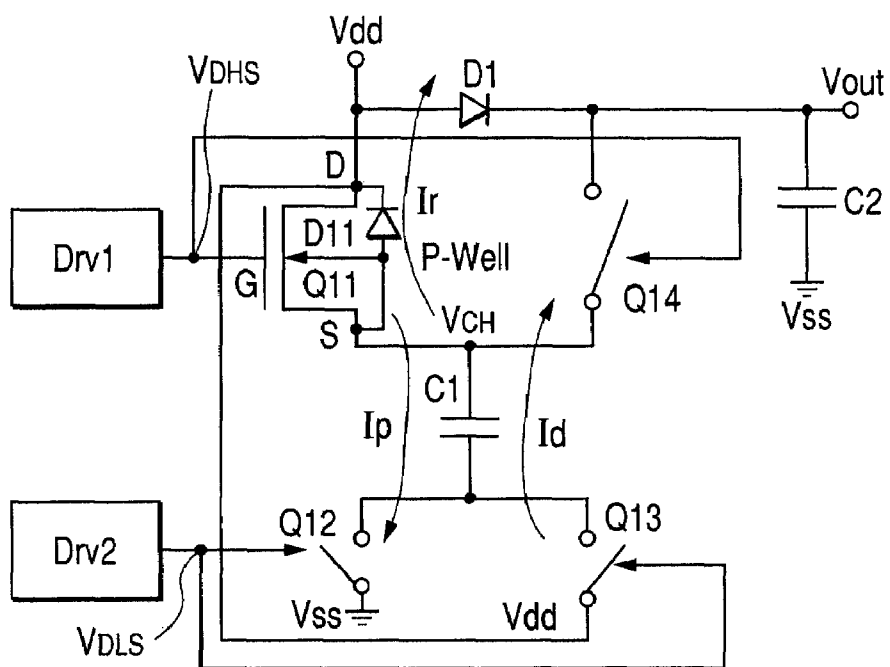 Vdd
VDHS
D1
Vout
D
Ir
C2
Drv1
D11
P-Well
G
Q11
Q14
Vss
S
VCH
C1
Ip
Id
Q12
Q13
Drv2
Vss
Vdd
VDLS